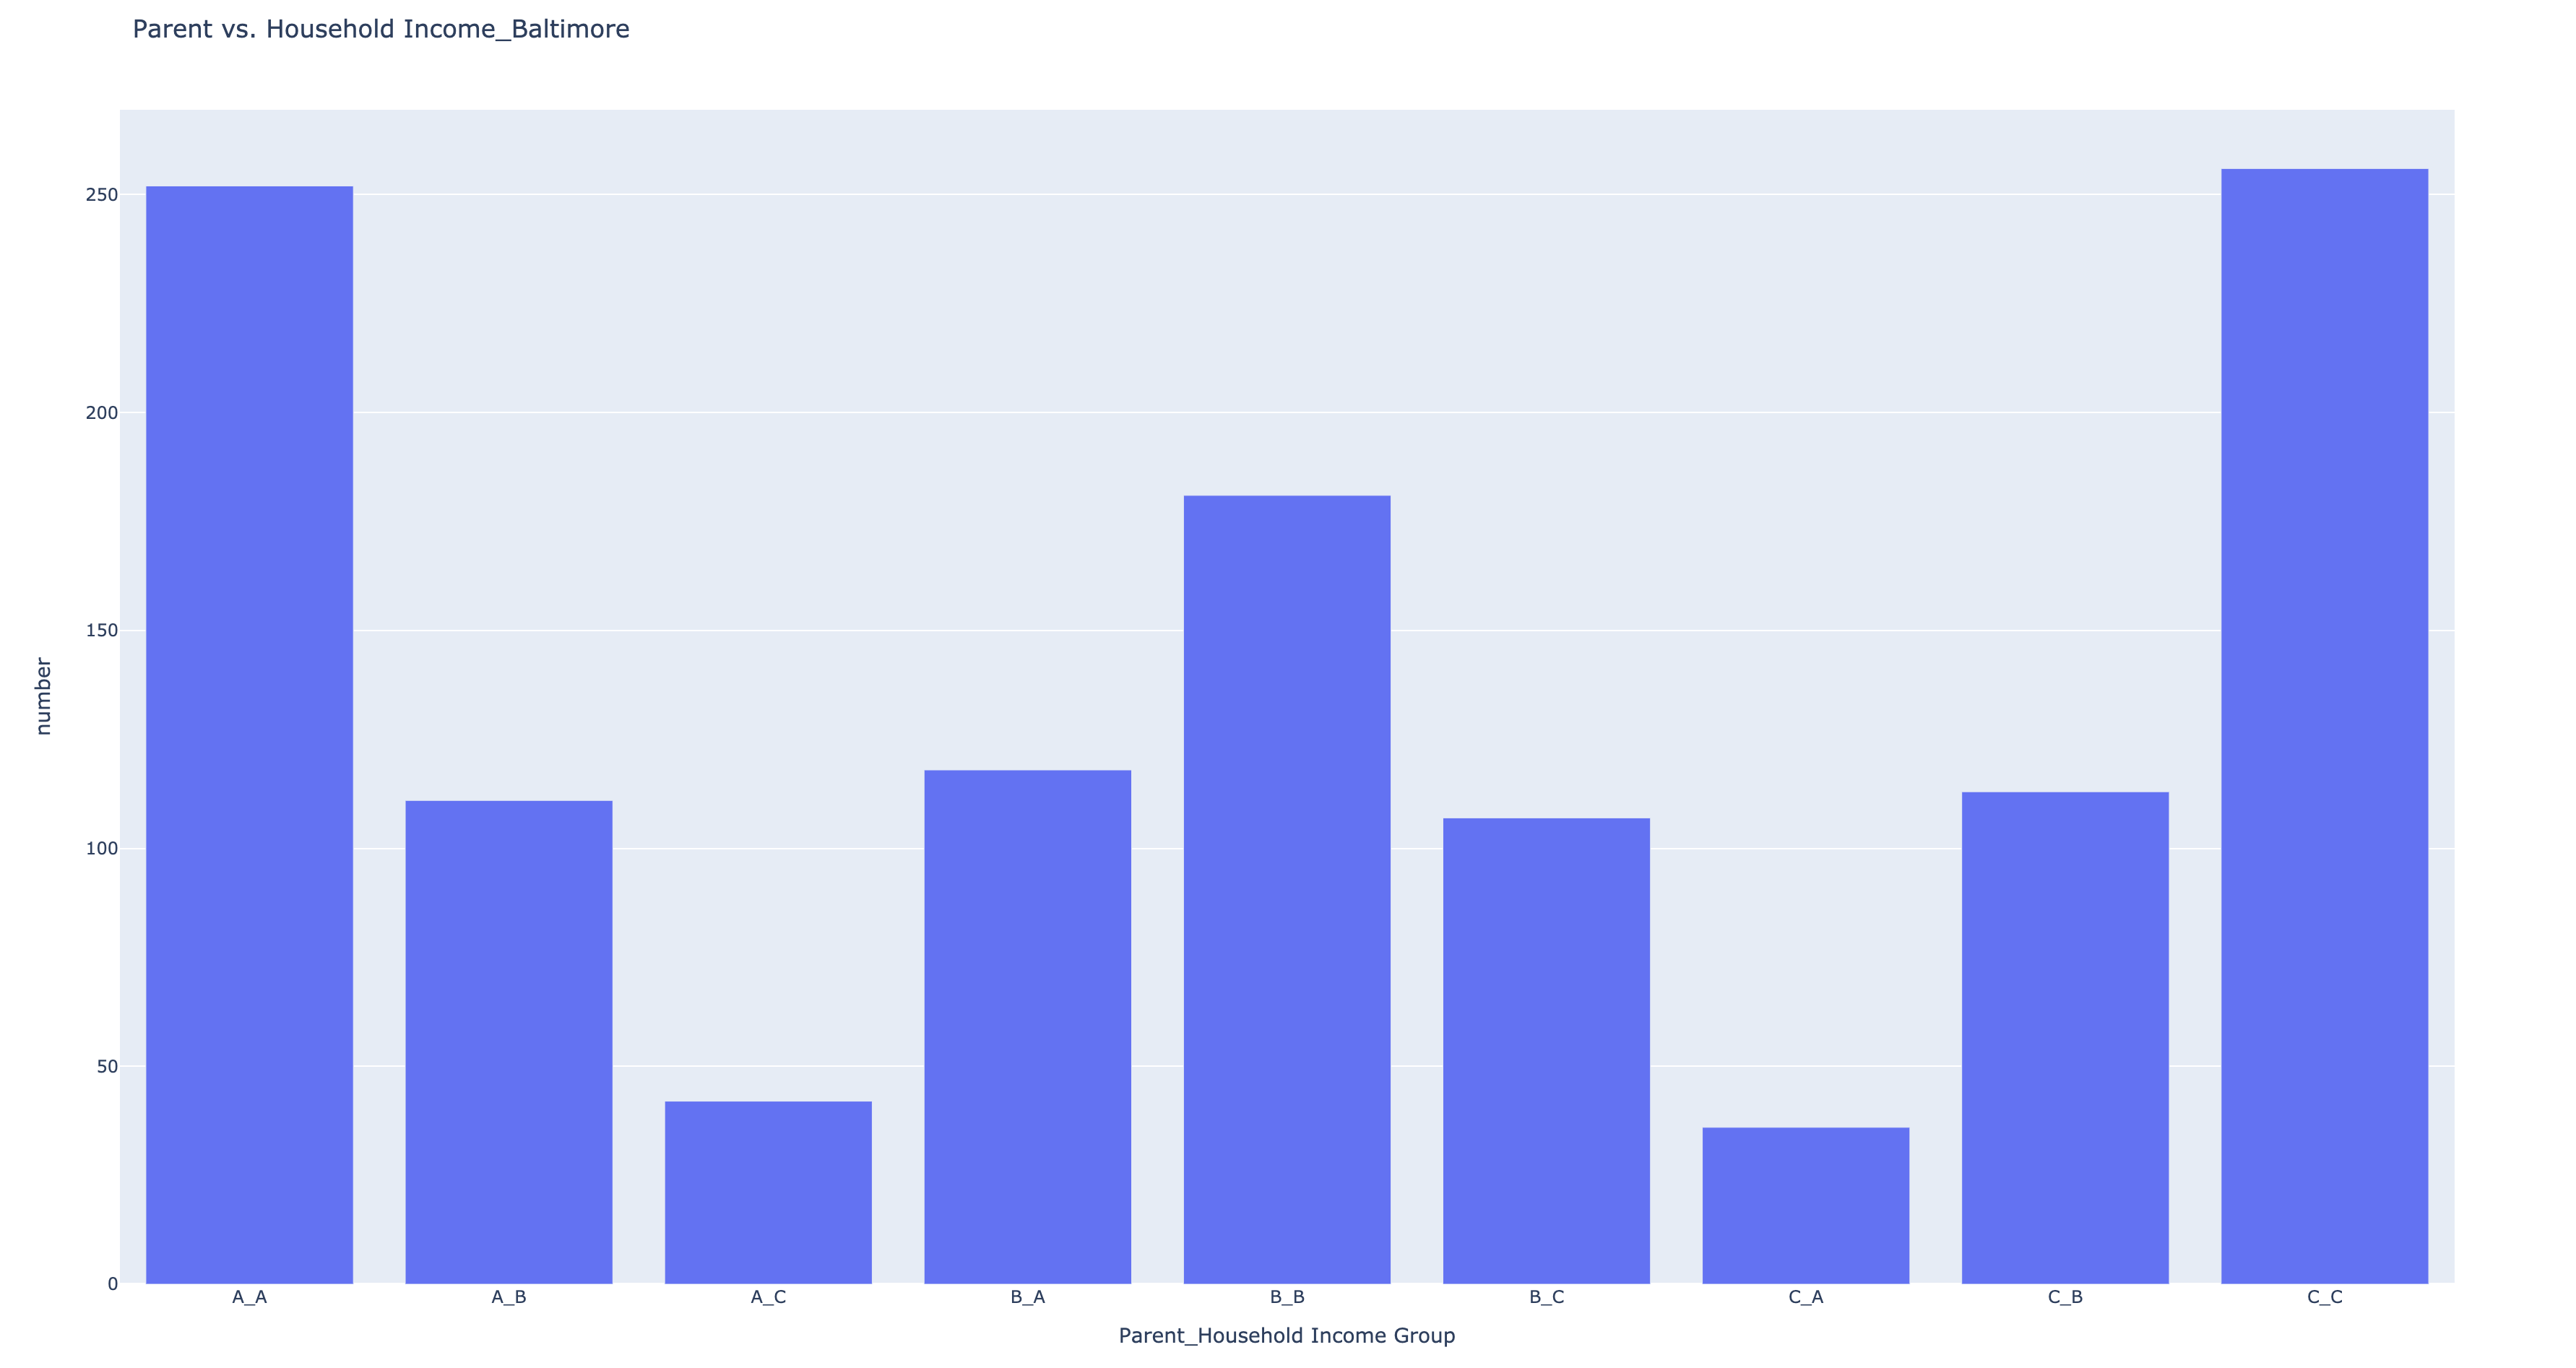 Parent vs. Household Income_Baltimore
250
200
150
100
50
0
number
A_A
A_B
A_C
B_A
B_B
B_C
C_A
C_B
C_C
Parent_Household Income Group